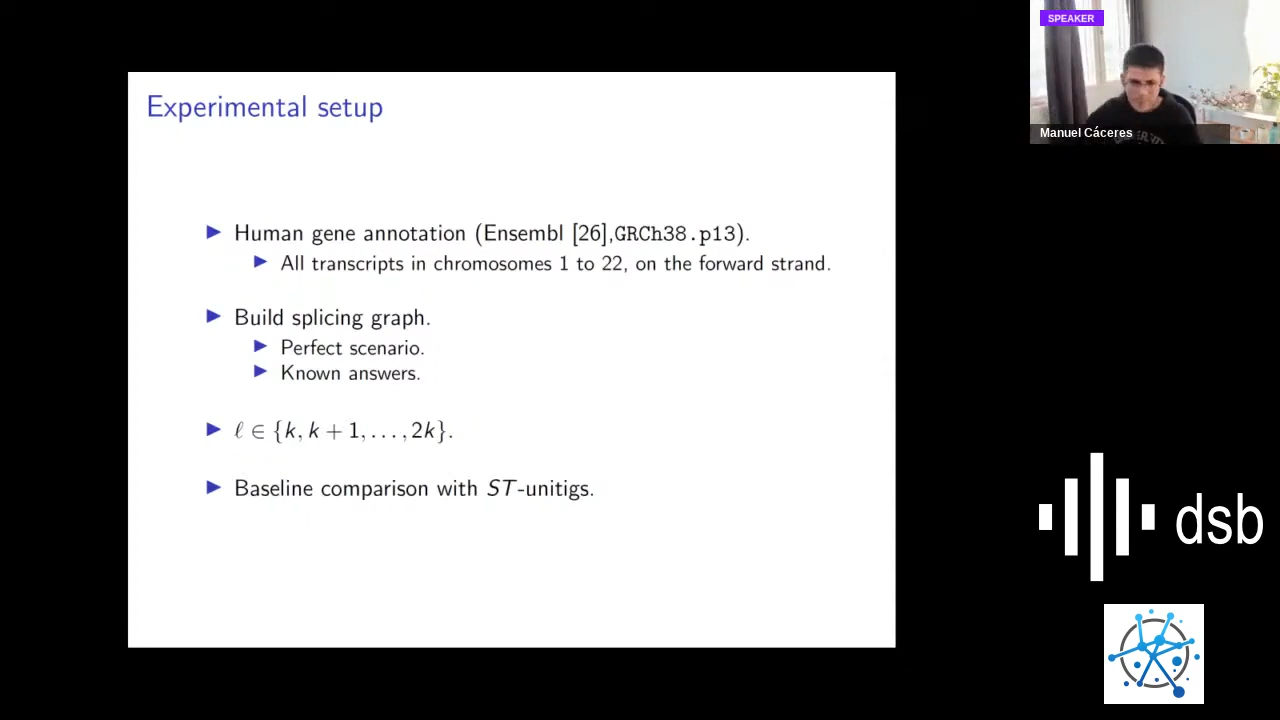 SPEAKER
Manuel Cáceres
Experimental setup
▶ Human gene annotation (Ensembl [26],GRCh38.p13).
▶ All transcripts in chromosomes 1 to 22, on the forward strand.
▶ Build splicing graph.
▶ Perfect scenario.
▶ Known answers.
▶ ℓ ∈ {k, k + 1, . . . , 2k}.
▶ Baseline comparison with ST-unitigs.
dsb